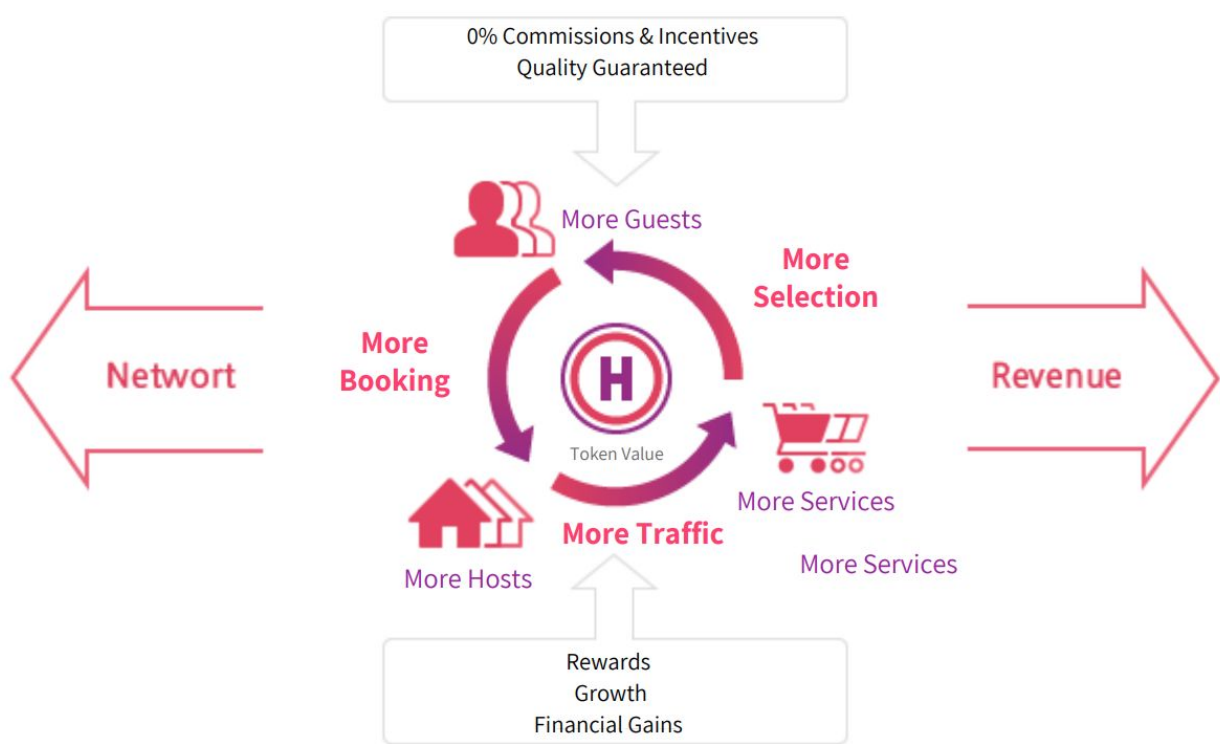 0% Commissions & Incentives
Quality Guaranteed
More Guests
More
Selection
More
Booking
Networt
Revenue
H
Token Value
More Services
More Traffic
More Services
More Hosts
Rewards
Growth
Financial Gains